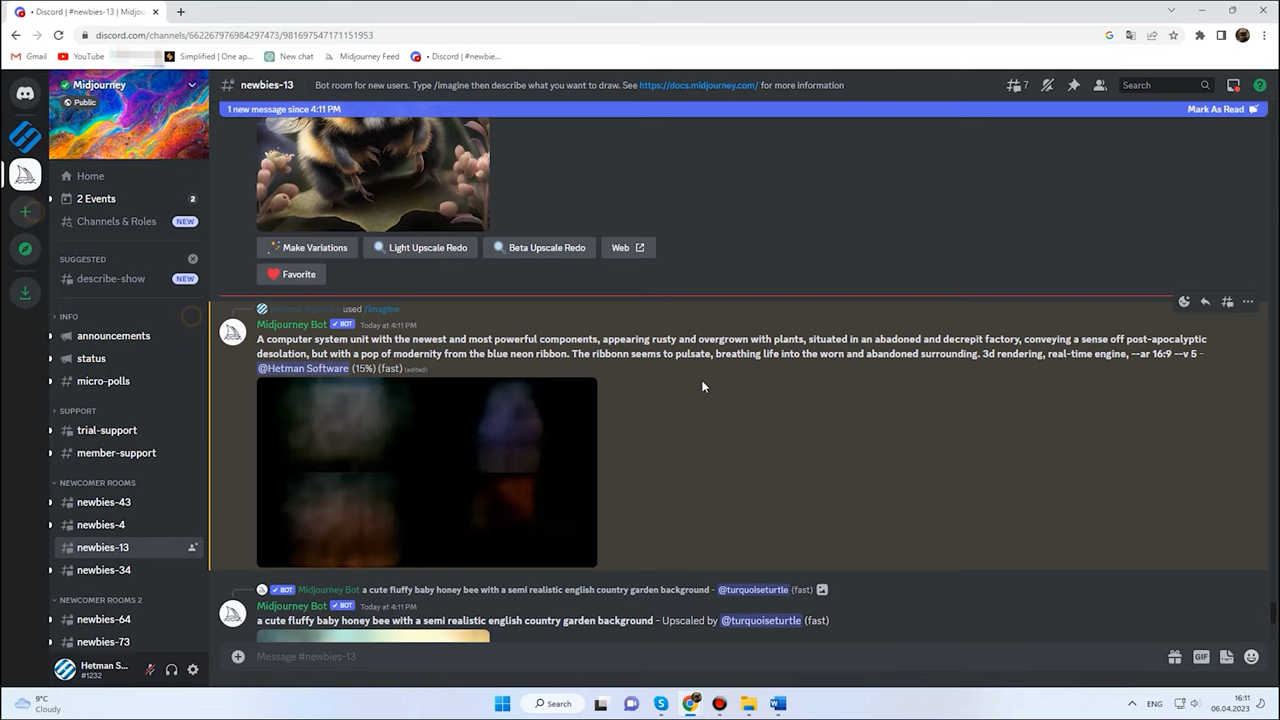 Discord | #newbies-13 | Midjou
discord.com/channels/662267976984297473/981697547171151953
Gmail YouTube Simplified | One ap... New chat Midjourney Feed • Discord | #newbie...
Midjourney
Public
# newbies-13 Bot room for new users. Type /imagine then describe what you want to draw. See https://docs.midjourney.com/ for more information 7 Search
1 new message since 4:11 PM Mark As Read
Home
2 Events 2
Channels & Roles NEW
SUGGESTED
describe-show NEW
INFO
announcements
status
micro-polls
SUPPORT
trial-support
member-support
NEWCOMER ROOMS
newbies-43
newbies-4
newbies-13
newbies-34
NEWCOMER ROOMS 2
newbies-64
newbies-73
Hetman S...
#1232
Make Variations Light Upscale Redo Beta Upscale Redo Web
Favorite
used /imagine
Midjourney Bot BOT Today at 4:11 PM
A computer system unit with the newest and most powerful components, appearing rusty and overgrown with plants, situated in an abadoned and decrepit factory, conveying a sense off post-apocalyptic
desolation, but with a pop of modernity from the blue neon ribbon. The ribbonn seems to pulsate, breathing life into the worn and abandoned surrounding. 3d rendering, real-time engine, --ar 16:9 --v 5 -
@Hetman Software (15%) (fast) (edited)
BOT Midjourney Bot a cute fluffy baby honey bee with a semi realistic english country garden background - @turquoiseturtle (fast)
Midjourney Bot BOT Today at 4:11 PM
a cute fluffy baby honey bee with a semi realistic english country garden background - Upscaled by @turquoiseturtle (fast)
Message #newbies-13
GIF
9°C
Cloudy
Search
ENG
16:11
06.04.2023